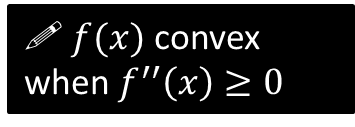 f(x) convex
when f''(x) ≥ 0